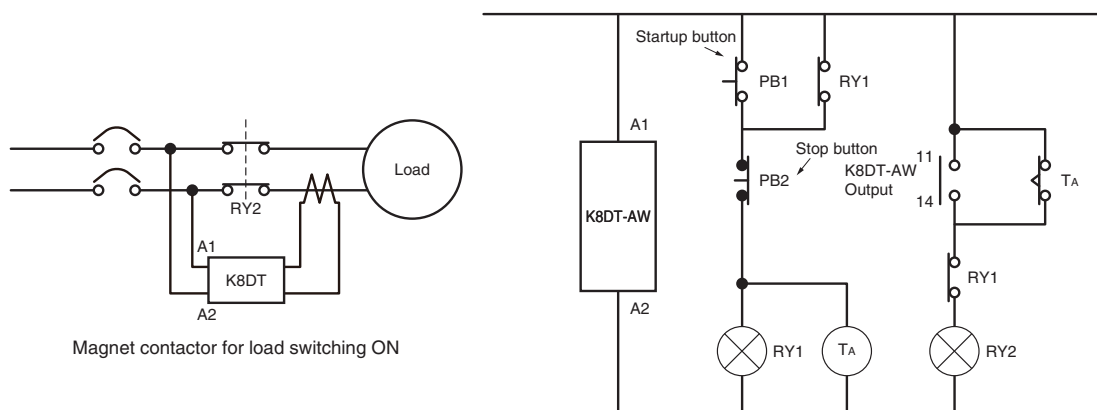 Load
RY2
A1
K8DT
A2
Magnet contactor for load switching ON
Startup button
PB1
RY1
A1
K8DT-AW
A2
Stop button
PB2
11
K8DT-AW
Output
14
TA
RY1
RY1
TA
RY2